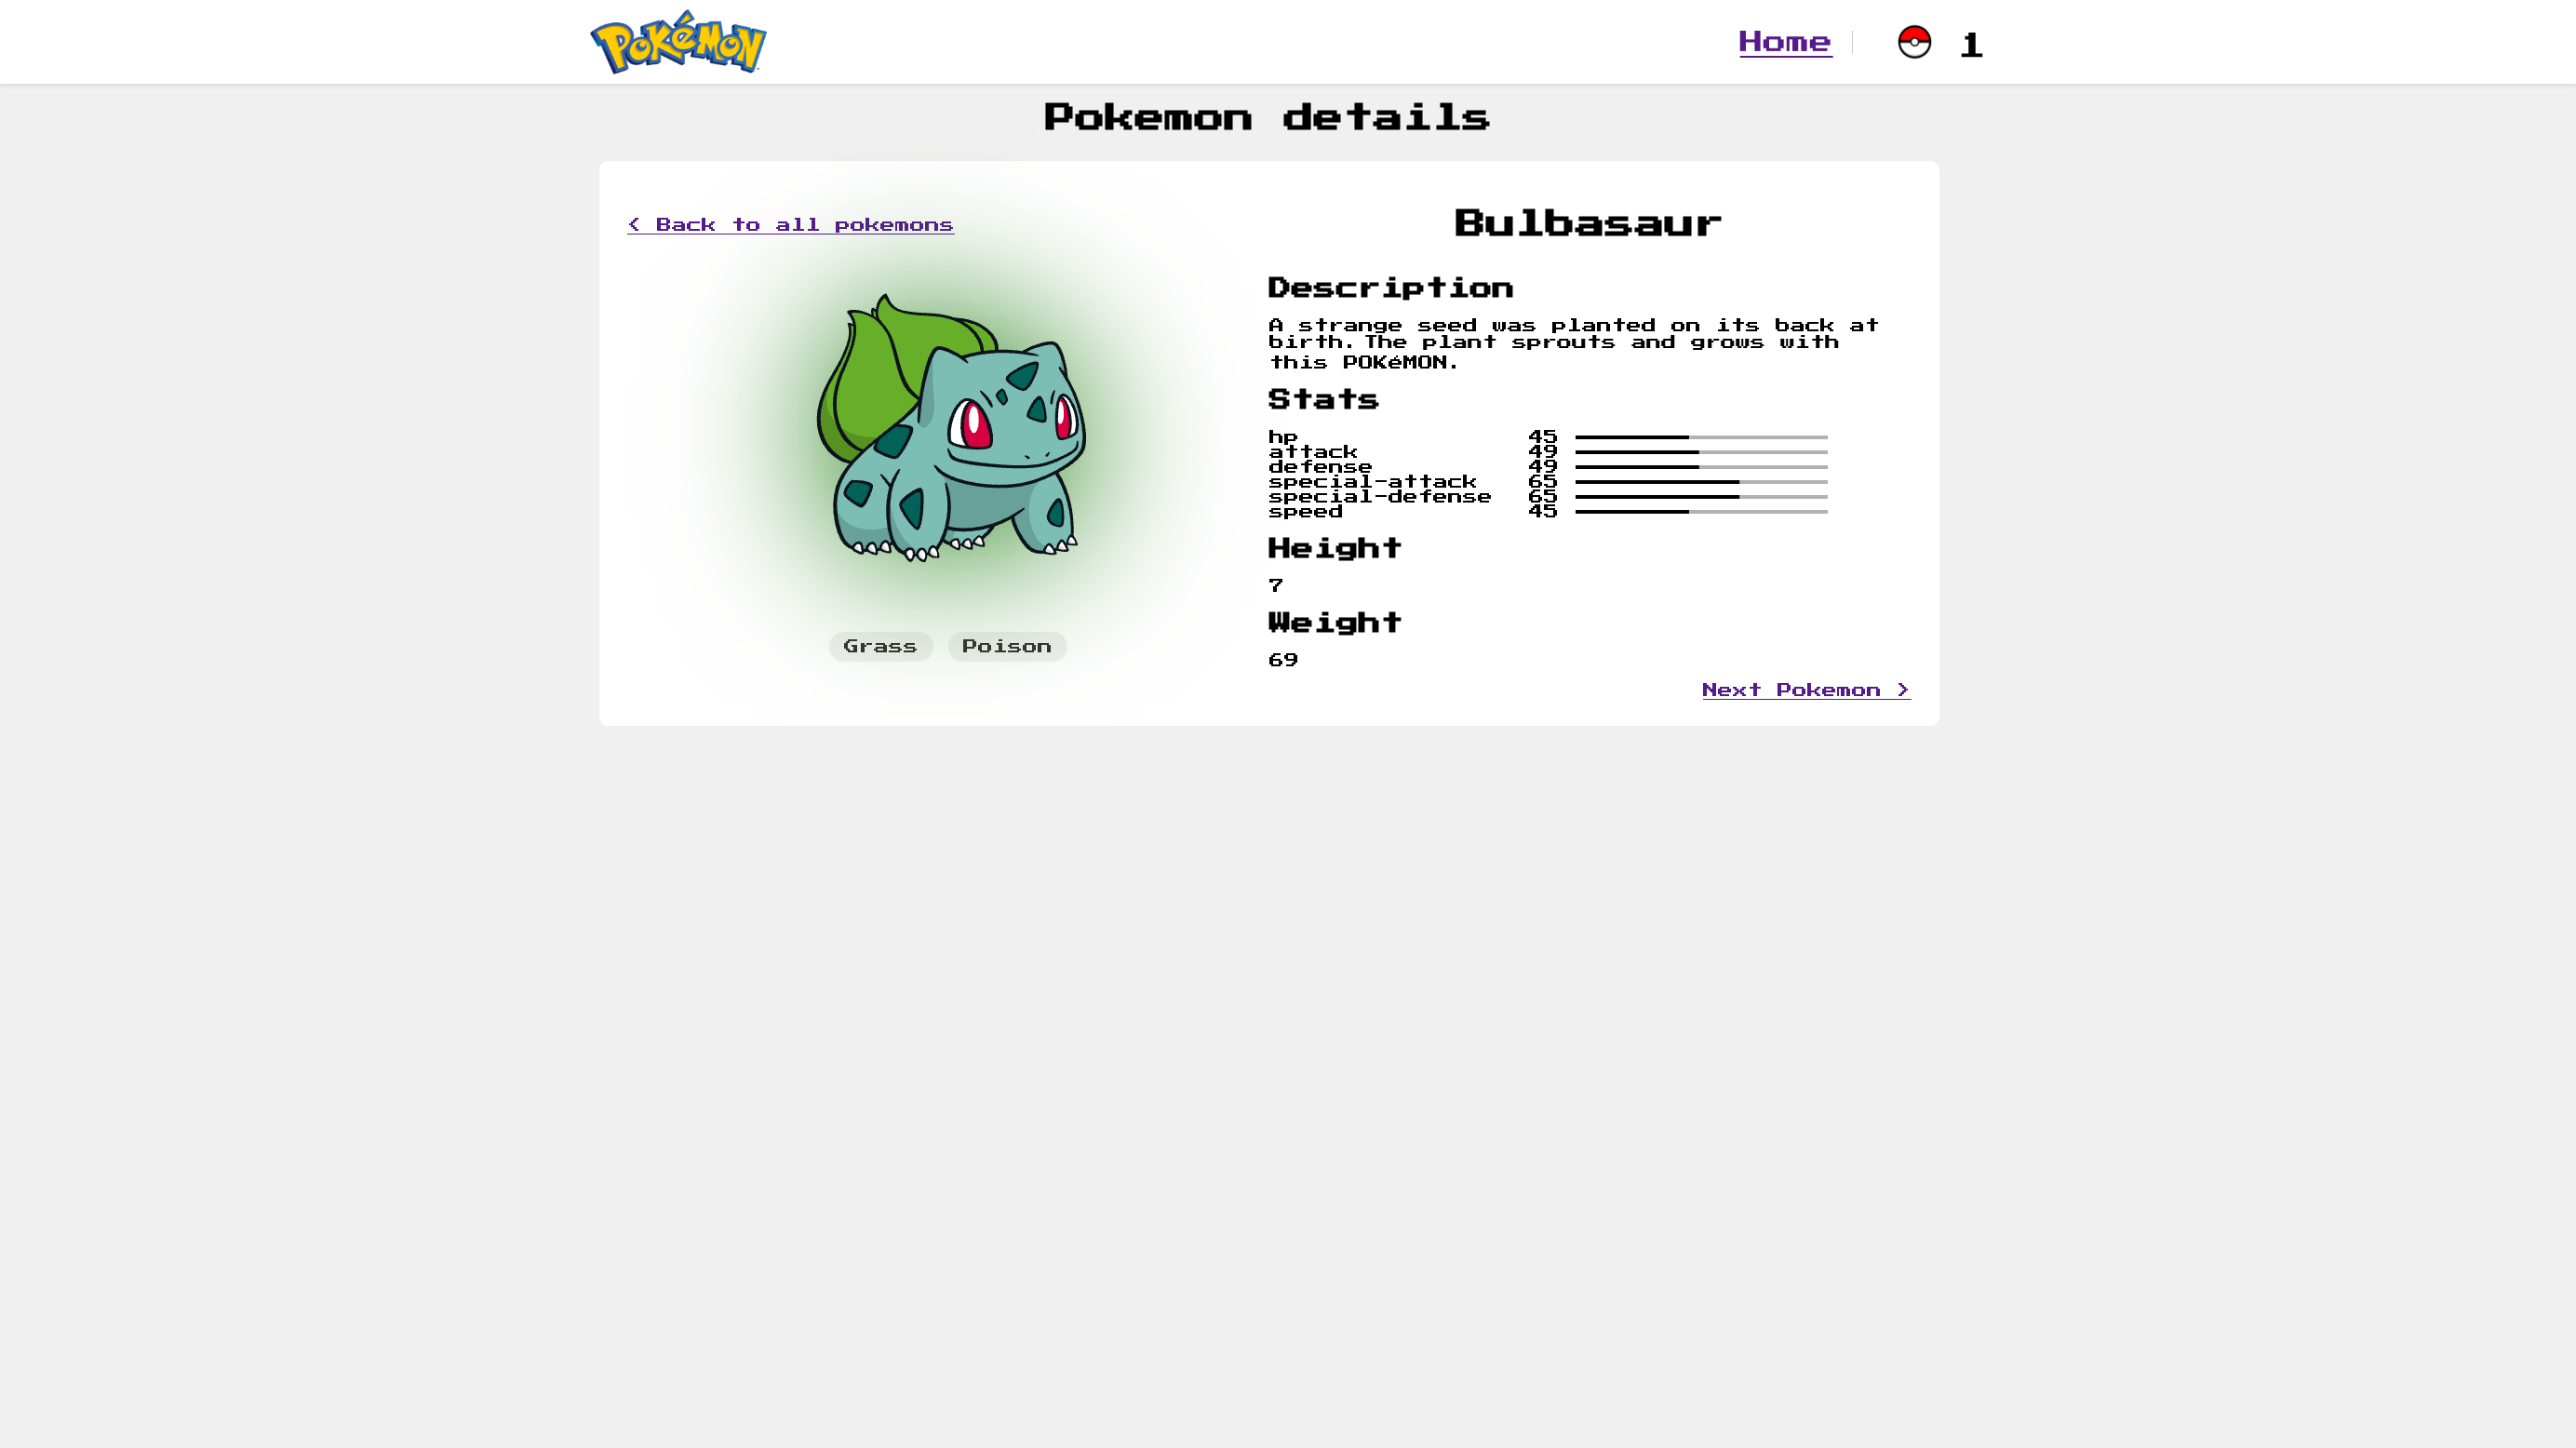 POKéMON
Home
1
Pokemon details
< Back to all pokemons
Bulbasaur
Description
A strange seed was planted on its back at
birth. The plant sprouts and grows with
this POKéMON.
Stats
hp 45
attack 49
defense 49
special-attack 65
special-defense 65
speed 45
Height
7
Weight
69
Grass Poison
Next Pokemon >